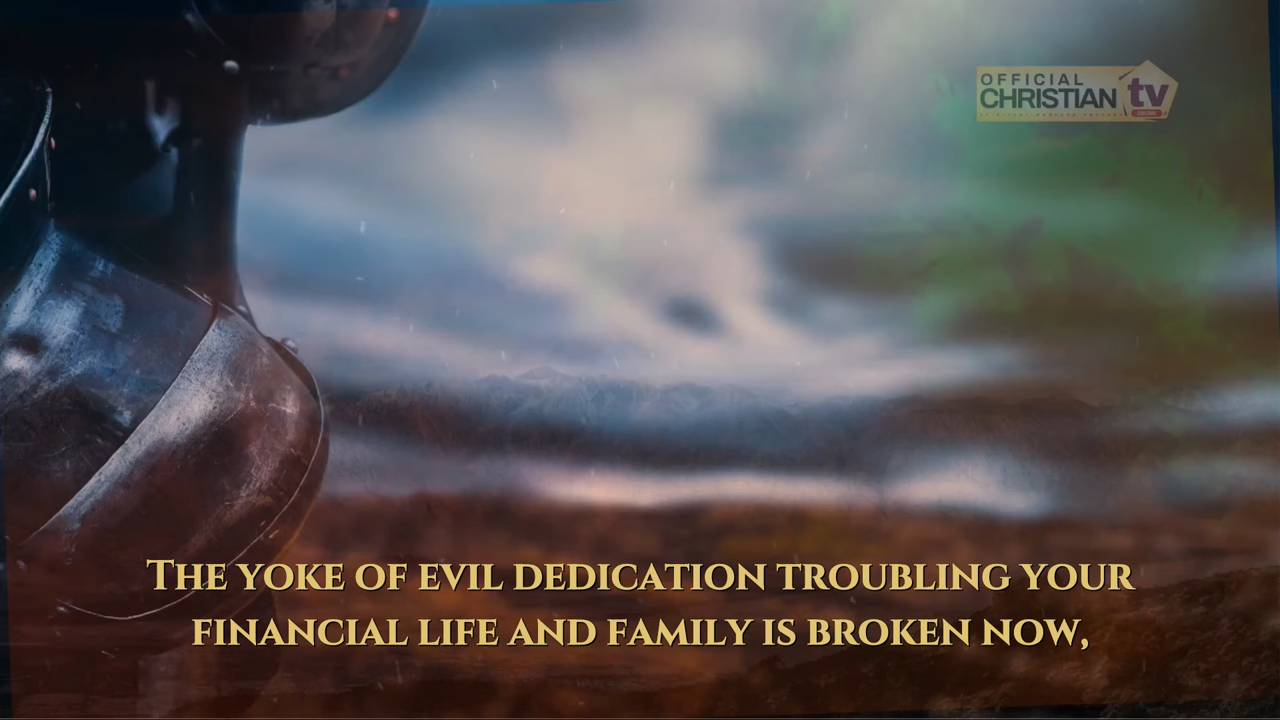 OFFICIAL
CHRISTIAN tv
THE YOKE OF EVIL DEDICATION TROUBLING YOUR
FINANCIAL LIFE AND FAMILY IS BROKEN NOW,